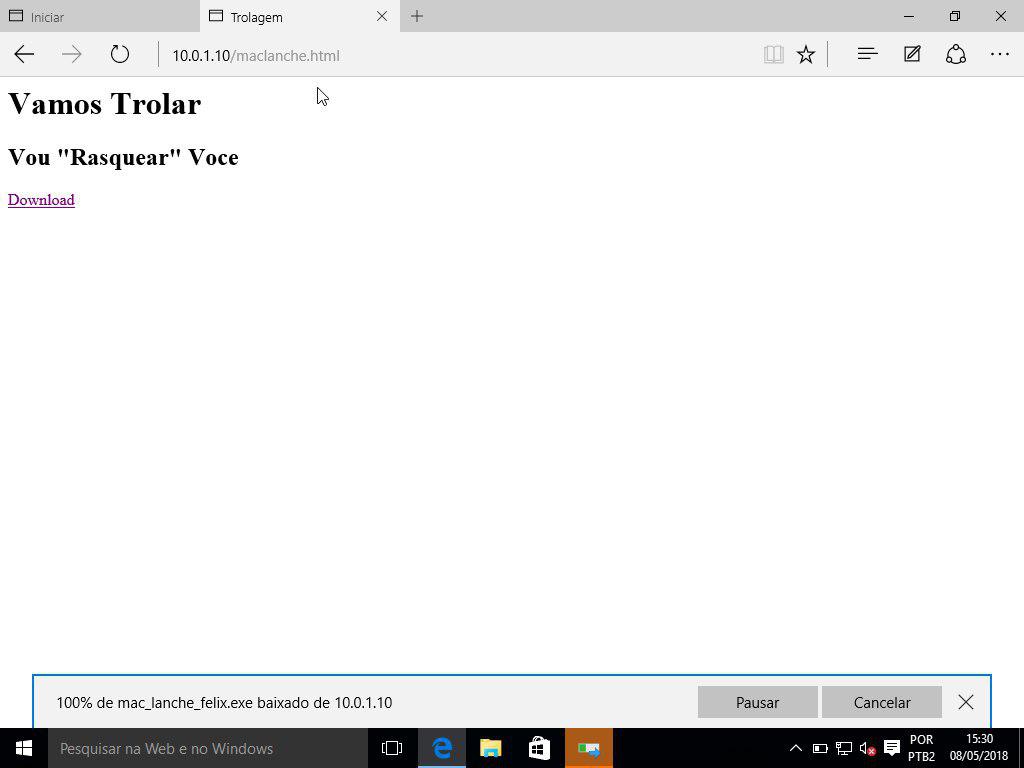 Iniciar
Trolagem
10.0.1.10/maclanche.html
Vamos Trolar
Vou "Rasquear" Voce
Download
100% de mac_lanche_felix.exe baixado de 10.0.1.10
Pausar
Cancelar
Pesquisar na Web e no Windows
POR
PTB2
15:30
08/05/2018